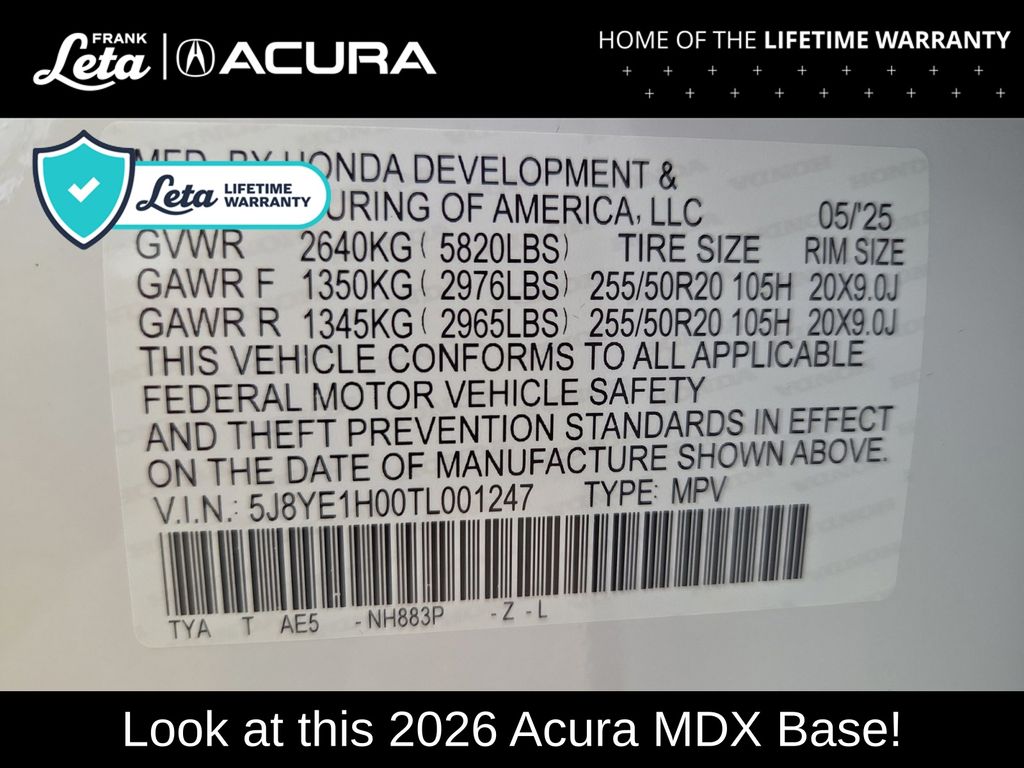 FRANK
Leta
ACURA
HOME OF THE LIFETIME WARRANTY
MFD. BY HONDA DEVELOPMENT &
URING OF AMERICA, LLC 05/'25
Leta LIFETIME
WARRANTY
GVWR 2640KG ( 5820LBS) TIRE SIZE RIM SIZE
GAWR F 1350KG ( 2976LBS) 255/50R20 105H 20X9.0J
GAWR R 1345KG ( 2965LBS) 255/50R20 105H 20X9.0J
THIS VEHICLE CONFORMS TO ALL APPLICABLE
FEDERAL MOTOR VEHICLE SAFETY
AND THEFT PREVENTION STANDARDS IN EFFECT
ON THE DATE OF MANUFACTURE SHOWN ABOVE.
V.I.N.: 5J8YE1H00TL001247 TYPE: MPV
TYA T AE5 -NH883P -Z -L
Look at this 2026 Acura MDX Base!